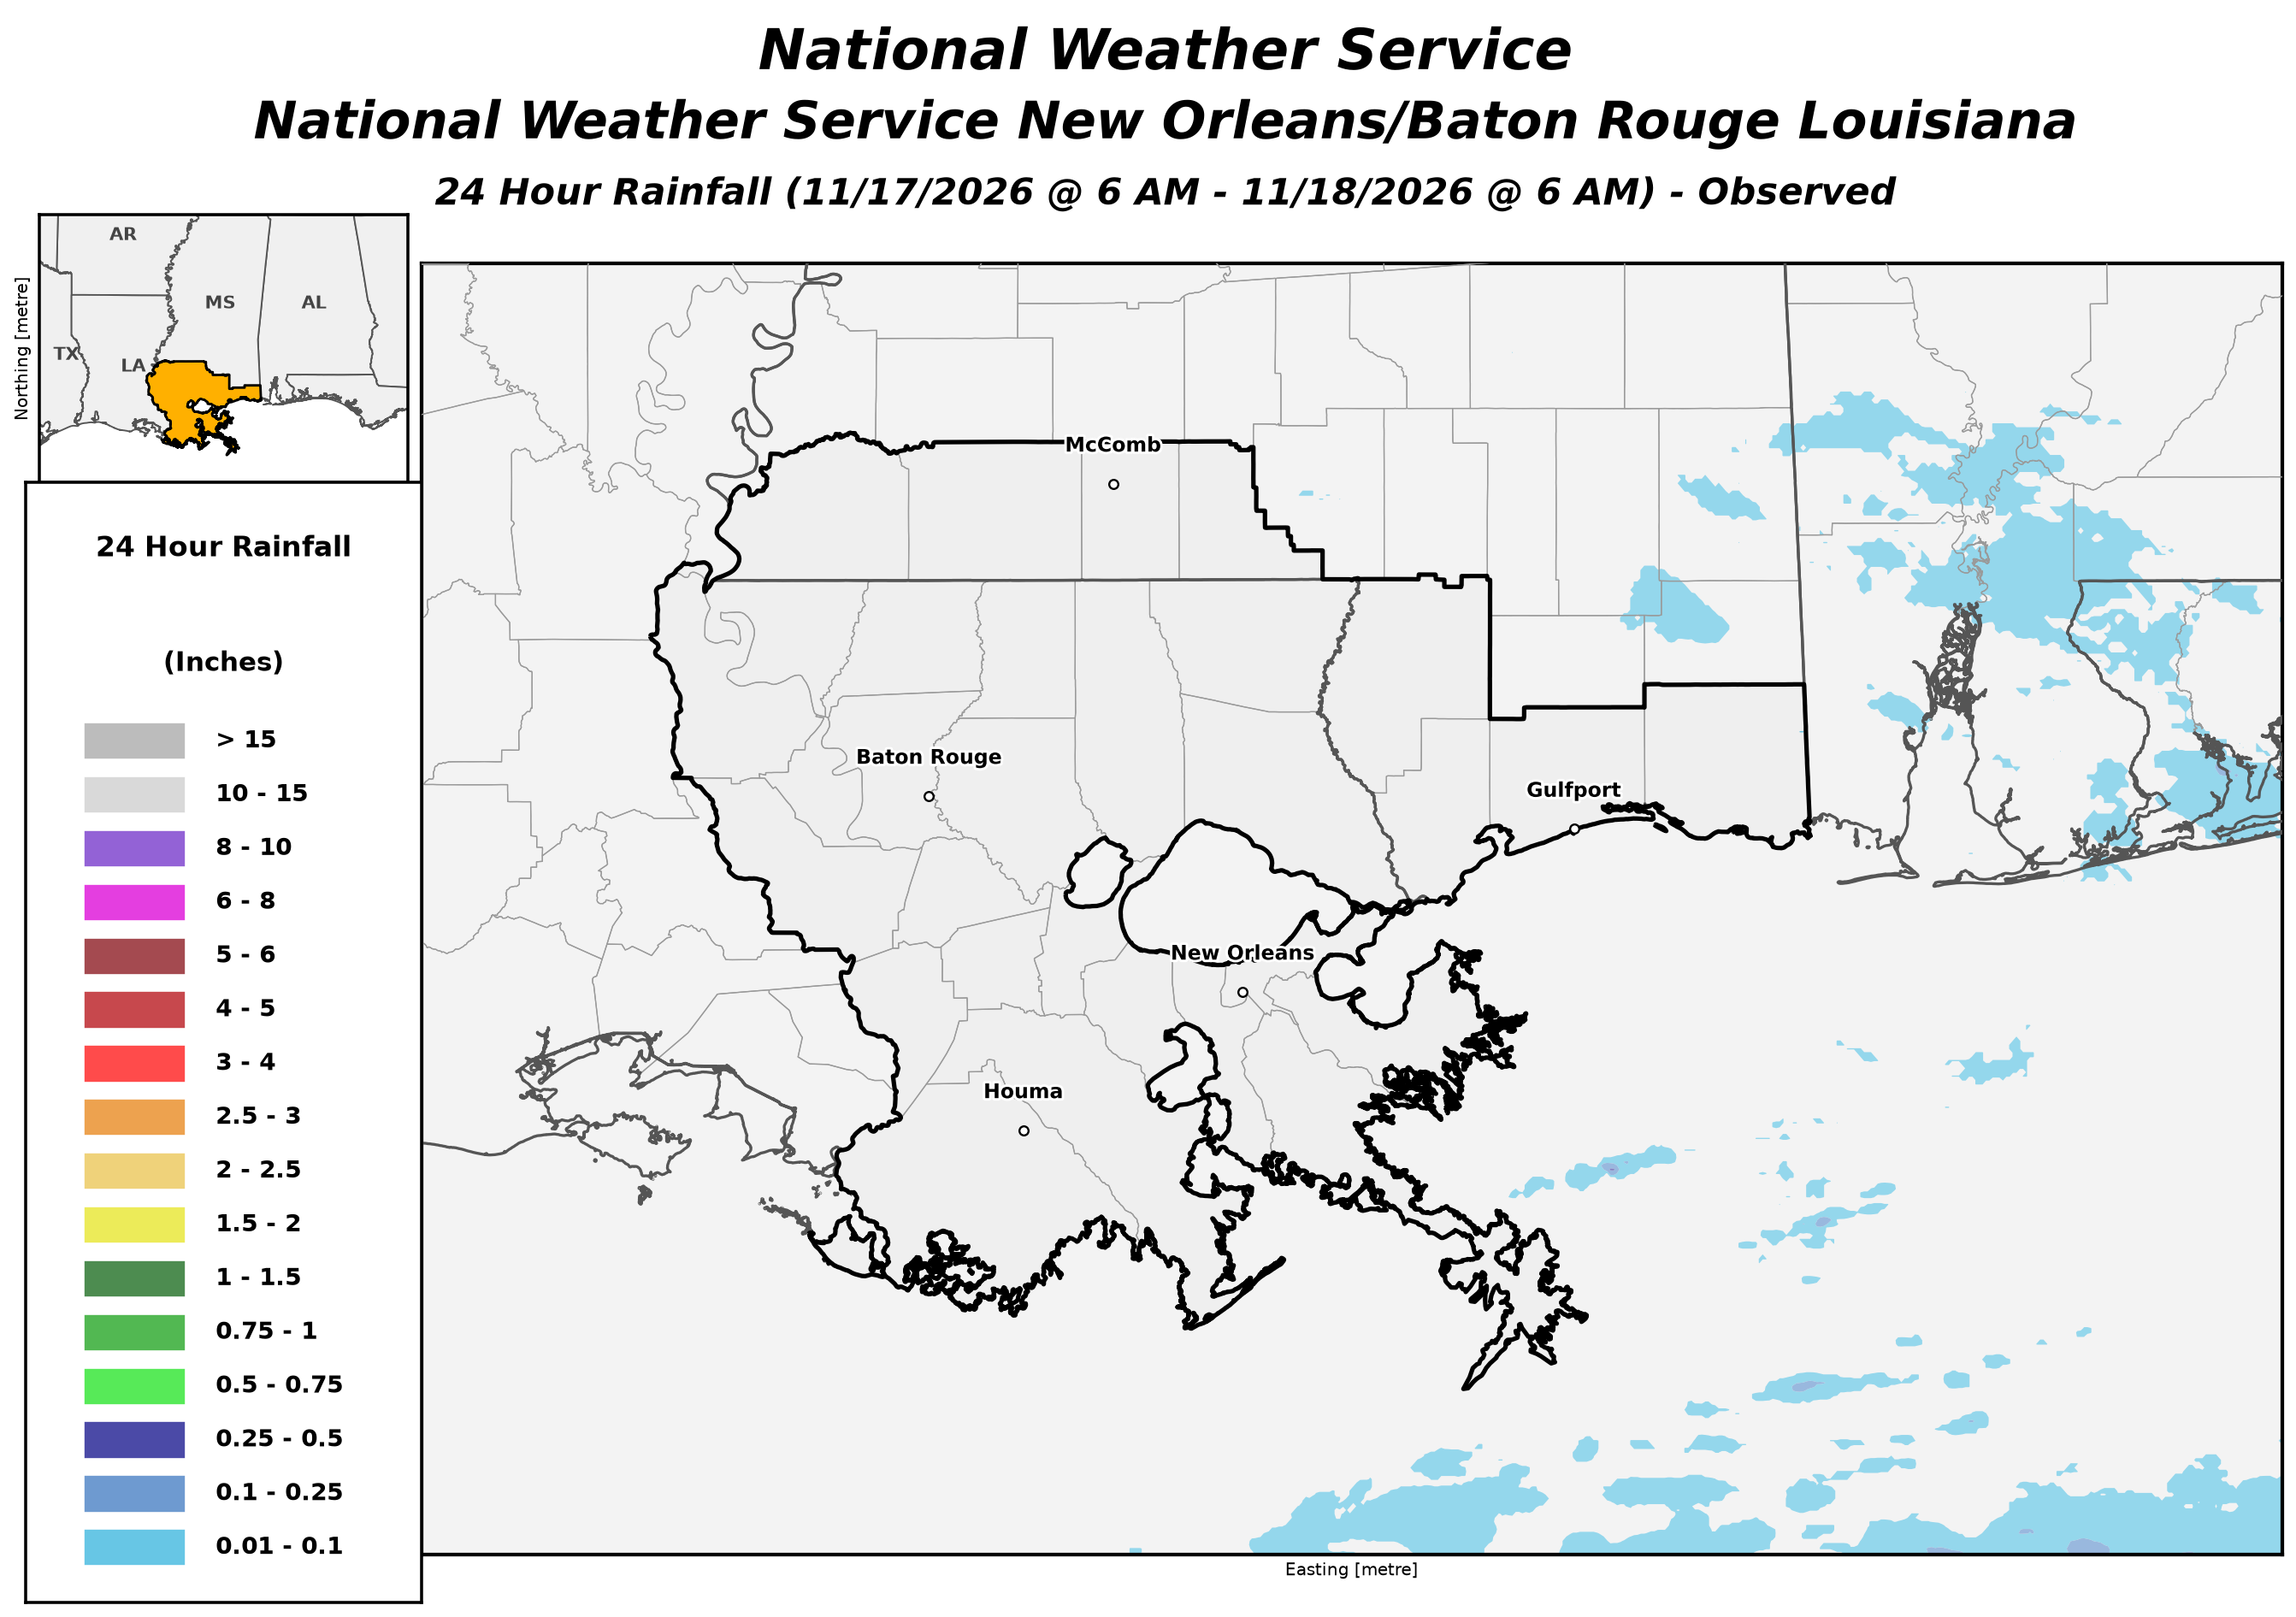 National Weather Service
National Weather Service New Orleans/Baton Rouge Louisiana
24 Hour Rainfall (11/17/2026 @ 6 AM - 11/18/2026 @ 6 AM) - Observed
AR
MS
AL
TX
LA
Northing [metre]
24 Hour Rainfall
(Inches)
> 15
10 - 15
8 - 10
6 - 8
5 - 6
4 - 5
3 - 4
2.5 - 3
2 - 2.5
1.5 - 2
1 - 1.5
0.75 - 1
0.5 - 0.75
0.25 - 0.5
0.1 - 0.25
0.01 - 0.1
McComb
Baton Rouge
Gulfport
New Orleans
Houma
Easting [metre]